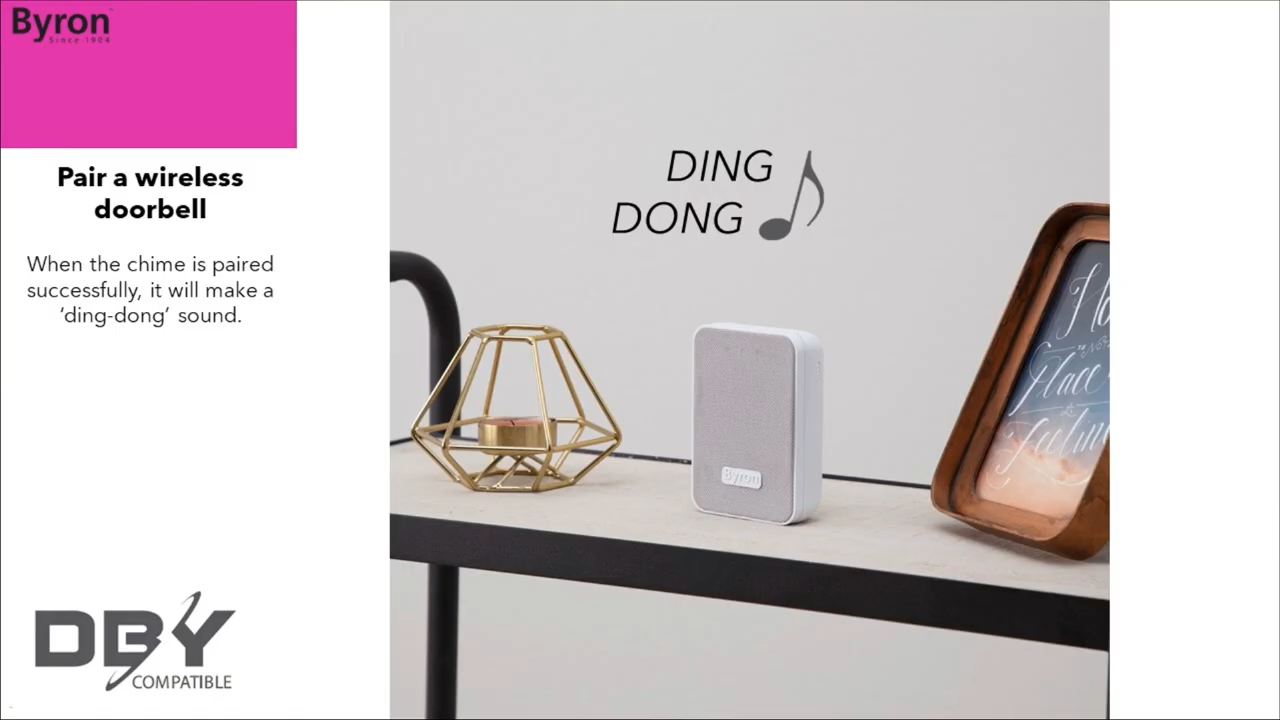 Byron
Since 1904
Pair a wireless
doorbell
When the chime is paired
successfully, it will make a
‘ding-dong’ sound.
DBY
COMPATIBLE
DING
DONG
Byron
Place